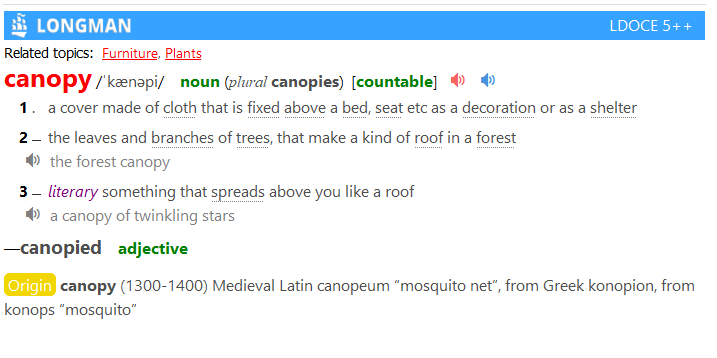 LONGMAN LDOCE 5++
Related topics: Furniture, Plants
canopy /ˈkænəpi/ noun (plural canopies) [countable]
1 . a cover made of cloth that is fixed above a bed, seat etc as a decoration or as a shelter
2 – the leaves and branches of trees, that make a kind of roof in a forest
the forest canopy
3 – literary something that spreads above you like a roof
a canopy of twinkling stars
—canopied adjective
Origin canopy (1300-1400) Medieval Latin canopeum “mosquito net”, from Greek konopion, from
konops “mosquito”